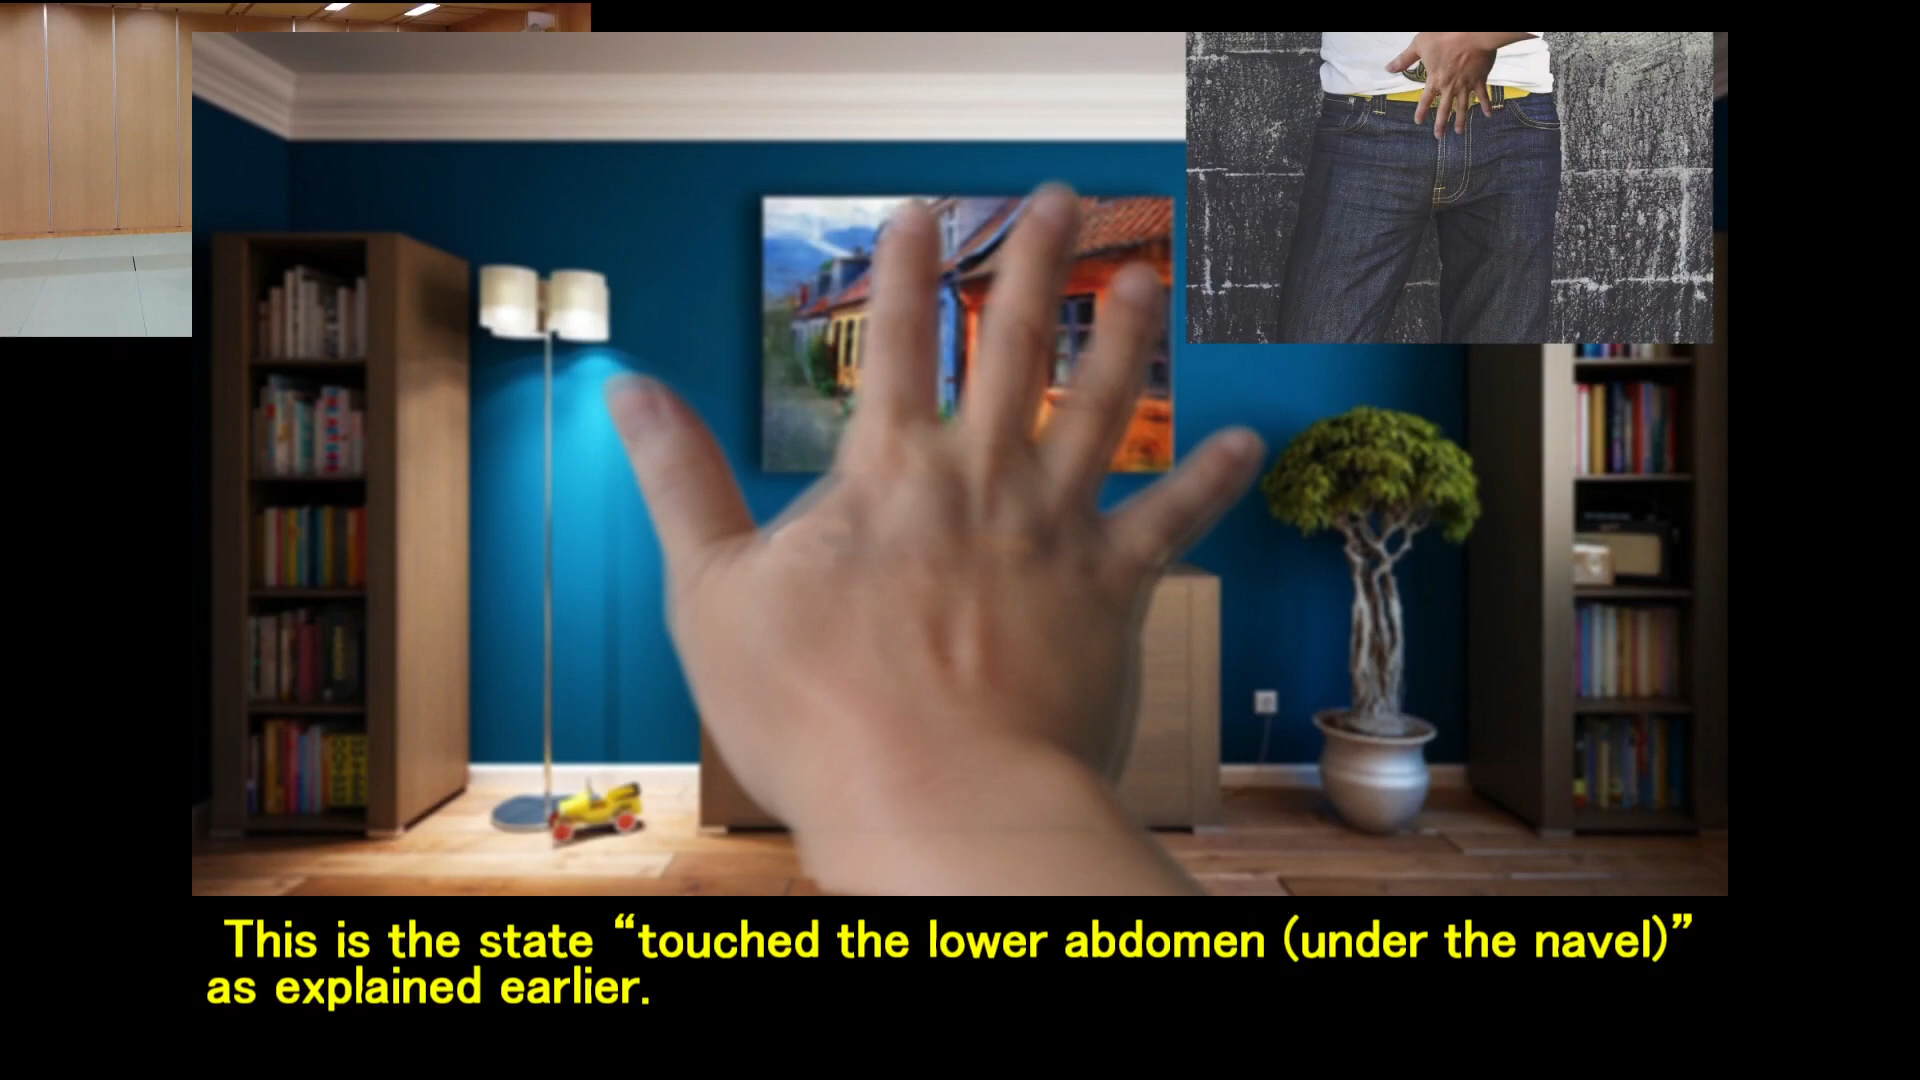 This is the state “touched the lower abdomen (under the navel)”
as explained earlier.